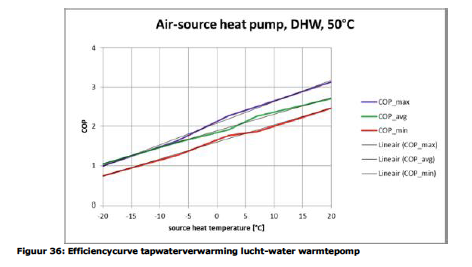 Air-source heat pump, DHW, 50°C
4
3
2
1
0
COP
-20 -15 -10 -5 0 5 10 15 20
source heat temperature [°C]
COP_max
COP_avg
COP_min
Lineair (COP_max)
Lineair (COP_avg)
Lineair (COP_min)
Figuur 36: Efficiencycurve tapwaterverwarming lucht-water warmtepomp